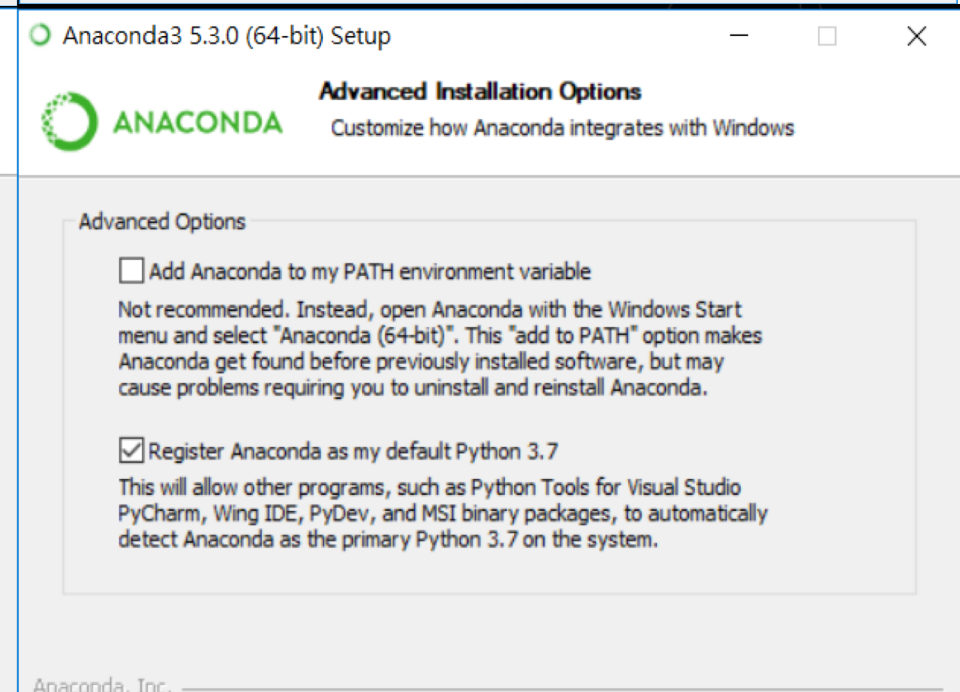 Anaconda3 5.3.0 (64-bit) Setup
ANACONDA
Advanced Installation Options
Customize how Anaconda integrates with Windows
Advanced Options
Add Anaconda to my PATH environment variable
Not recommended. Instead, open Anaconda with the Windows Start
menu and select "Anaconda (64-bit)". This "add to PATH" option makes
Anaconda get found before previously installed software, but may
cause problems requiring you to uninstall and reinstall Anaconda.
Register Anaconda as my default Python 3.7
This will allow other programs, such as Python Tools for Visual Studio
PyCharm, Wing IDE, PyDev, and MSI binary packages, to automatically
detect Anaconda as the primary Python 3.7 on the system.
Anaconda, Inc.